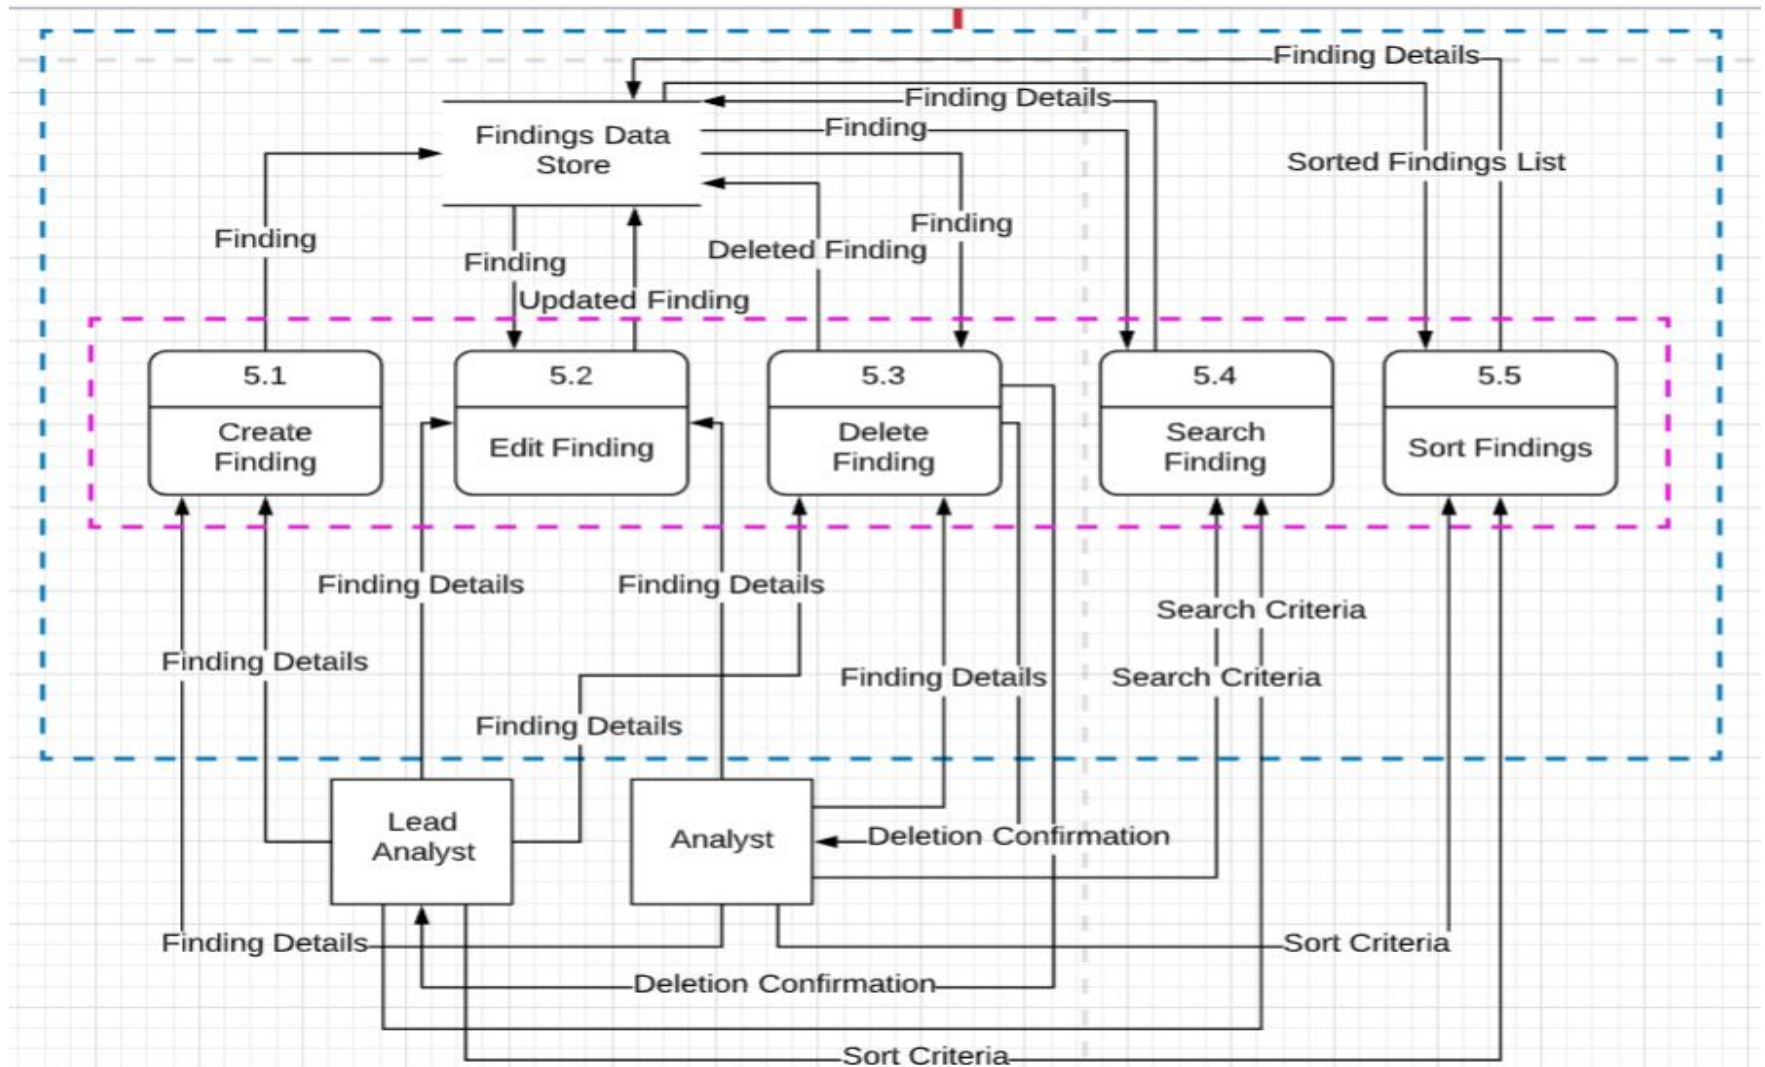 Finding Details
Finding Details
Finding
Findings Data
Store
Sorted Findings List
Finding
Finding
Deleted Finding
Finding
Updated Finding
5.1
Create
Finding
5.2
Edit Finding
5.3
Delete
Finding
5.4
Search
Finding
5.5
Sort Findings
Finding Details
Finding Details
Search Criteria
Finding Details
Finding Details
Search Criteria
Finding Details
Lead
Analyst
Analyst
Deletion Confirmation
Finding Details
Sort Criteria
Deletion Confirmation
Sort Criteria